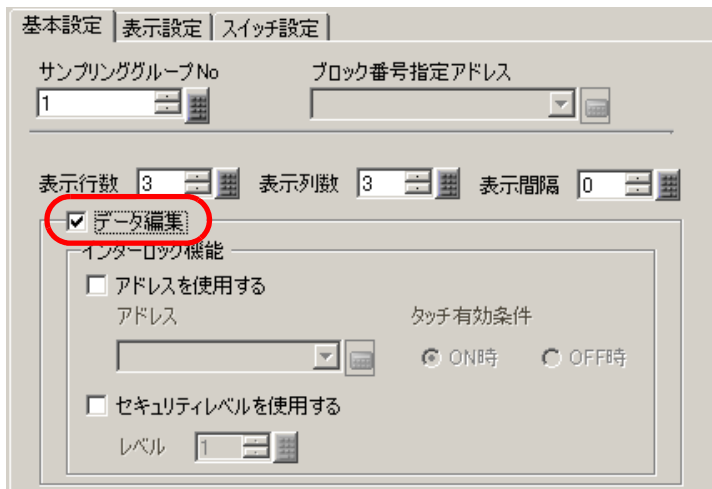 基本設定 表示設定 スイッチ設定
サンプリンググループNo ブロック番号指定アドレス
1
表示行数 3 表示列数 3 表示間隔 0
データ編集
インターロック機能
アドレスを使用する
アドレス タッチ有効条件
ON時 OFF時
セキュリティレベルを使用する
レベル 1